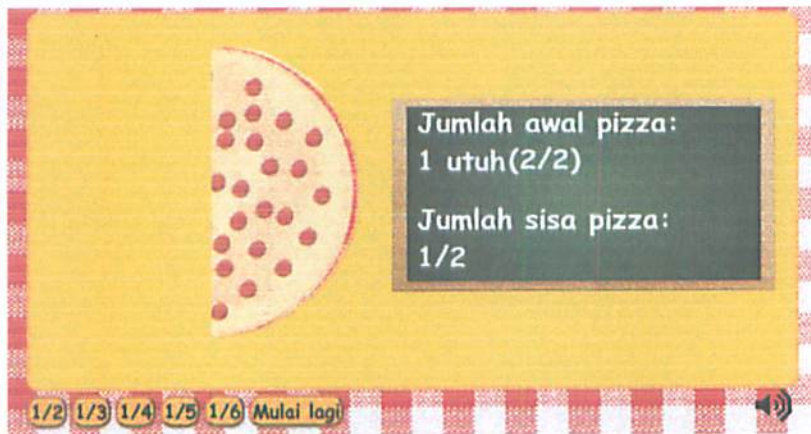 Jumlah awal pizza:
1 utuh(2/2)
Jumlah sisa pizza:
1/2
1/2 1/3 1/4 1/5 1/6 Mulai lagi